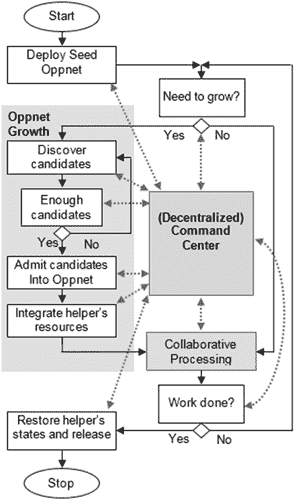 Start
Deploy Seed
Oppnet
Need to grow?
Yes
No
Oppnet
Growth
Discover
candidates
Enough
candidates
Yes
No
Admit candidates
Into Oppnet
Integrate helper's
resources
(Decentralized)
Command
Center
Collaborative
Processing
Work done?
Yes
No
Restore helper's
states and release
Stop